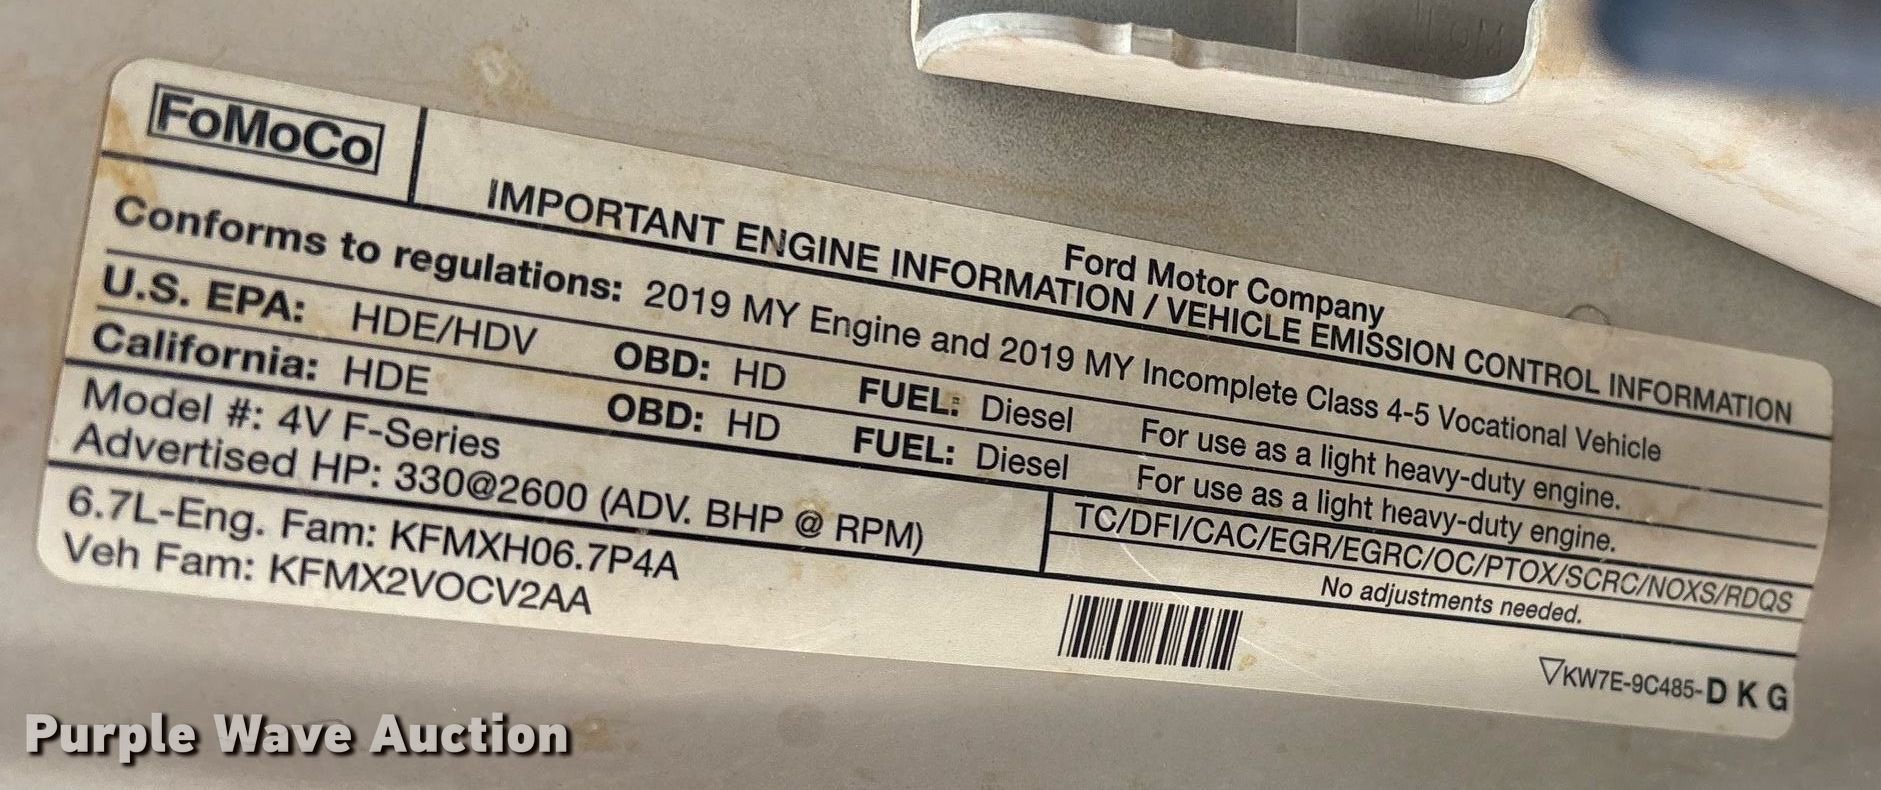 FoMoCo
Ford Motor Company
IMPORTANT ENGINE INFORMATION / VEHICLE EMISSION CONTROL INFORMATION
Conforms to regulations: 2019 MY Engine and 2019 MY Incomplete Class 4-5 Vocational Vehicle
U.S. EPA: HDE/HDV OBD: HD FUEL: Diesel For use as a light heavy-duty engine.
California: HDE OBD: HD FUEL: Diesel For use as a light heavy-duty engine.
Model #: 4V F-Series
Advertised HP: 330@2600 (ADV. BHP @ RPM)
TC/DFI/CAC/EGR/EGRC/OC/PTOX/SCRC/NOXS/RDQS
No adjustments needed.
6.7L-Eng. Fam: KFMXH06.7P4A
Veh Fam: KFMX2VOCV2AA
▽KW7E-9C485-D K G
Purple Wave Auction